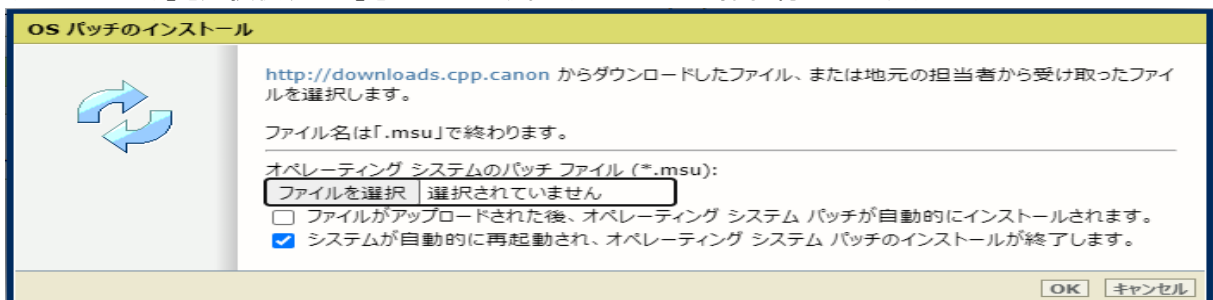 OS パッチのインストール
http://downloads.cpp.canon からダウンロードしたファイル、または地元の担当者から受け取ったファイ
ルを選択します。
ファイル名は「.msu」で終わります。
オペレーティング システムのパッチ ファイル (*.msu):
ファイルを選択 選択されていません
ファイルがアップロードされた後、オペレーティング システム パッチが自動的にインストールされます。
システムが自動的に再起動され、オペレーティング システム パッチのインストールが終了します。
OK キャンセル